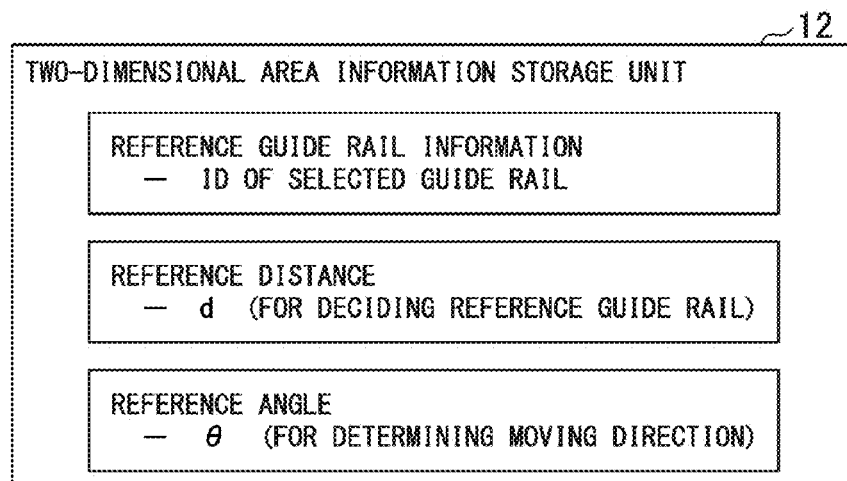 12
TWO-DIMENSIONAL AREA INFORMATION STORAGE UNIT
REFERENCE GUIDE RAIL INFORMATION
— ID OF SELECTED GUIDE RAIL
REFERENCE DISTANCE
— d (FOR DECIDING REFERENCE GUIDE RAIL)
REFERENCE ANGLE
— θ (FOR DETERMINING MOVING DIRECTION)